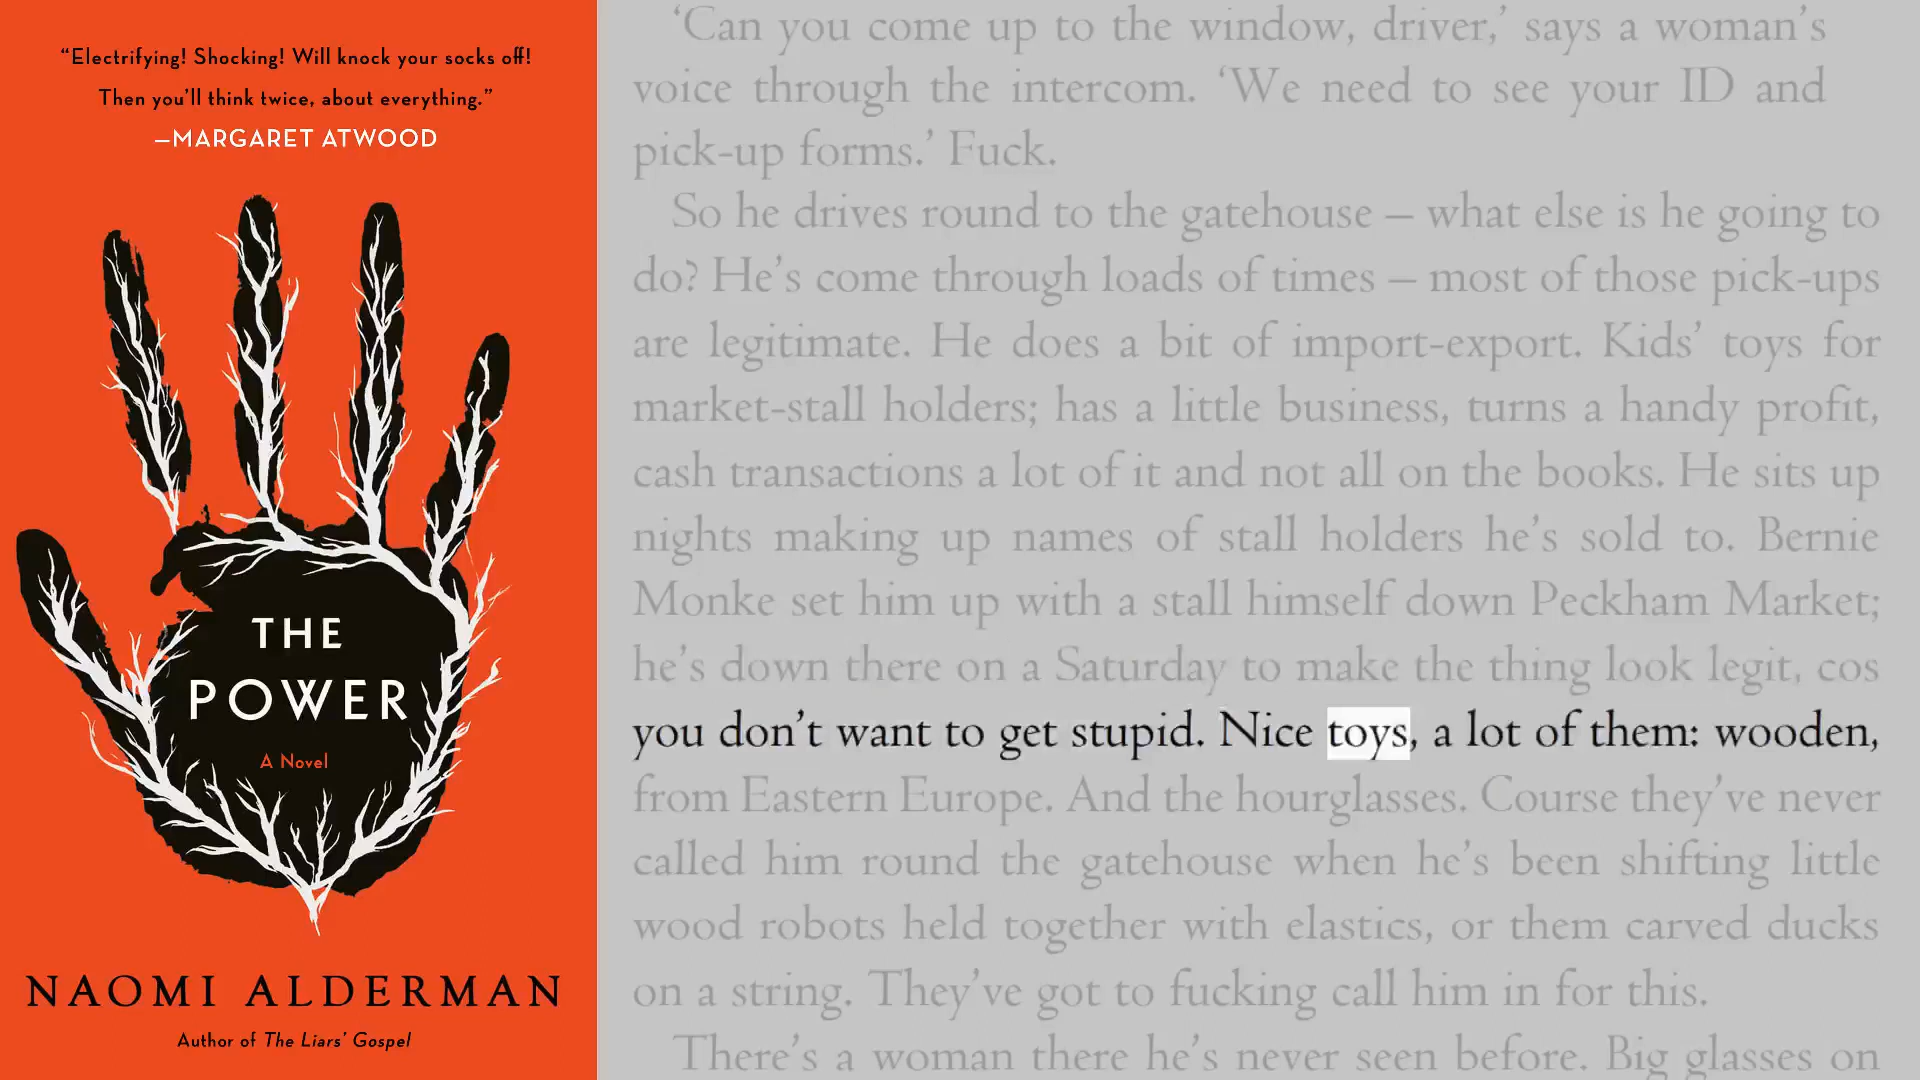 “Electrifying! Shocking! Will knock your socks off!
Then you’ll think twice, about everything.”
—MARGARET ATWOOD
THE
POWER
A Novel
NAOMI ALDERMAN
Author of The Liars’ Gospel
‘Can you come up to the window, driver,’ says a woman’s
voice through the intercom. ‘We need to see your ID and
pick-up forms.’ Fuck.
So he drives round to the gatehouse – what else is he going to
do? He’s come through loads of times – most of those pick-ups
are legitimate. He does a bit of import-export. Kids’ toys for
market-stall holders; has a little business, turns a handy profit,
cash transactions a lot of it and not all on the books. He sits up
nights making up names of stall holders he’s sold to. Bernie
Monke set him up with a stall himself down Peckham Market;
he’s down there on a Saturday to make the thing look legit, cos
you don’t want to get stupid. Nice toys, a lot of them: wooden,
from Eastern Europe. And the hourglasses. Course they’ve never
called him round the gatehouse when he’s been shifting little
wood robots held together with elastics, or them carved ducks
on a string. They’ve got to fucking call him in for this.
There’s a woman there he’s never seen before. Big glasses on